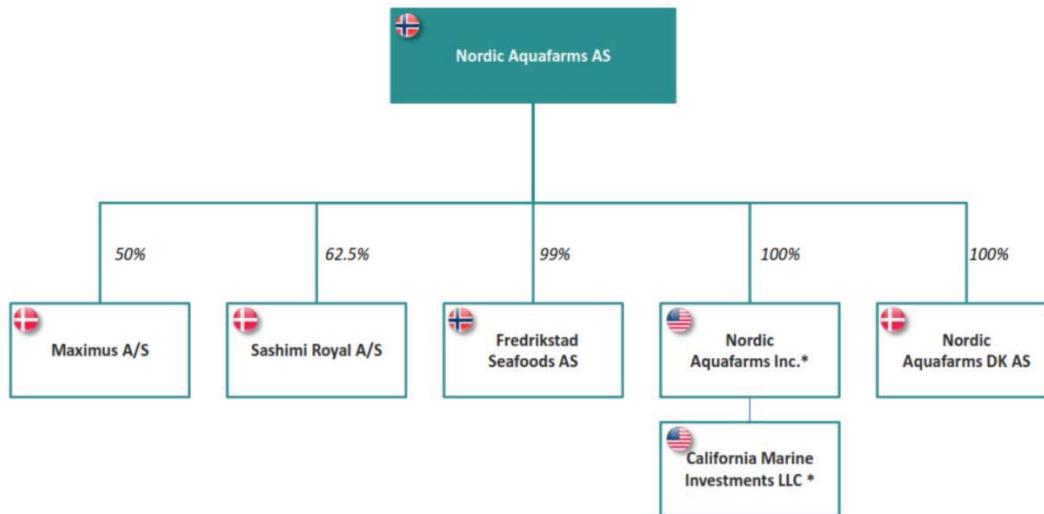 Nordic Aquafarms AS
50%
62.5%
99%
100%
100%
Maximus A/S
Sashimi Royal A/S
Fredrikstad
Seafoods AS
Nordic
Aquafarms Inc.*
Nordic
Aquafarms DK AS
California Marine
Investments LLC *